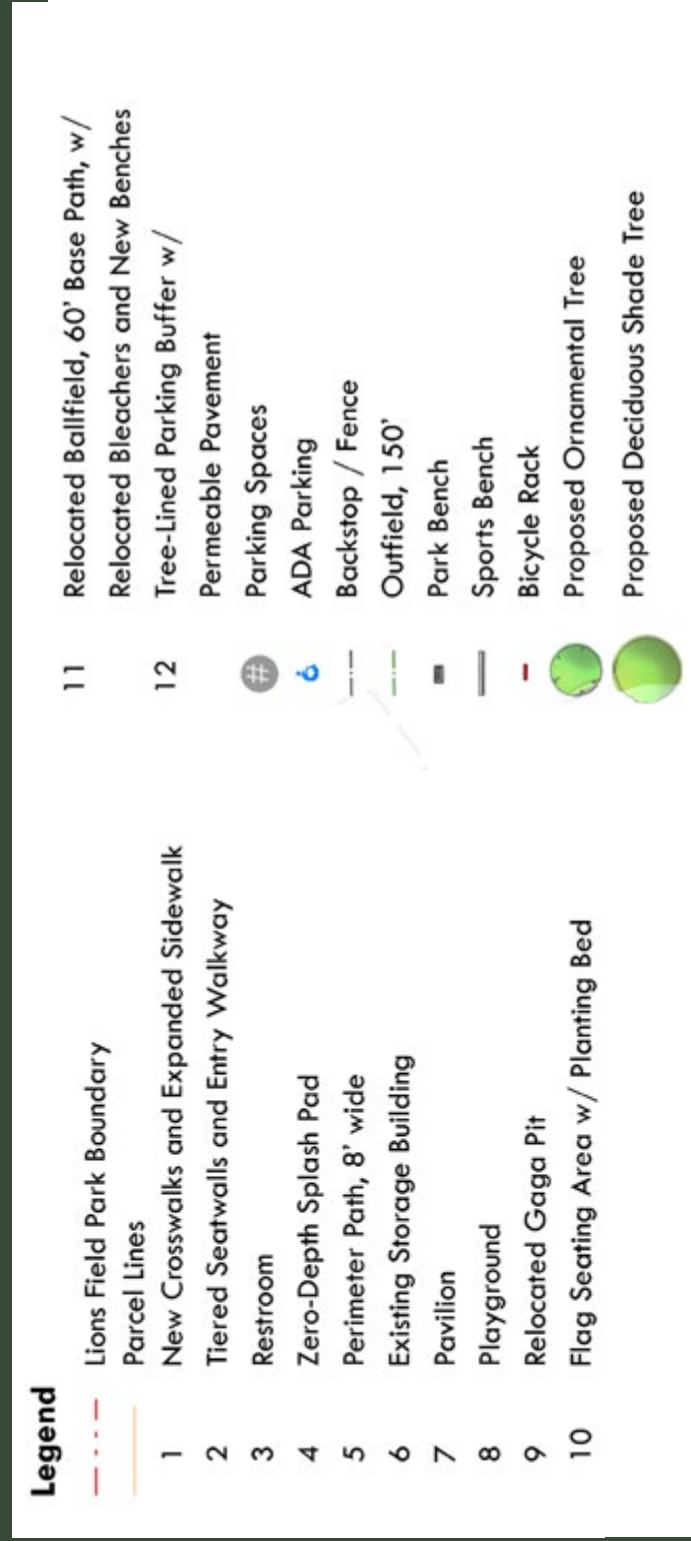 Legend
Lions Field Park Boundary
Parcel Lines
1 New Crosswalks and Expanded Sidewalk
2 Tiered Seatwalls and Entry Walkway
3 Restroom
4 Zero-Depth Splash Pad
5 Perimeter Path, 8' wide
6 Existing Storage Building
7 Pavilion
8 Playground
9 Relocated Gaga Pit
10 Flag Seating Area w/ Planting Bed
11 Relocated Ballfield, 60' Base Path, w/
Relocated Bleachers and New Benches
12 Tree-Lined Parking Buffer w/
Permeable Pavement
# Parking Spaces
ADA Parking
Backstop / Fence
Outfield, 150'
Park Bench
Sports Bench
Bicycle Rack
Proposed Ornamental Tree
Proposed Deciduous Shade Tree